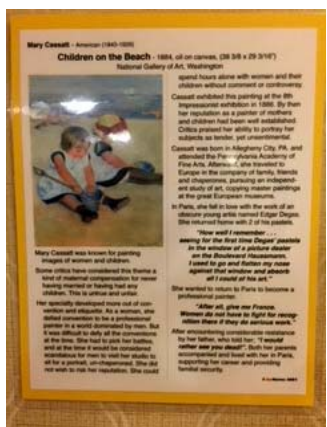 Mary Cassatt - American (1843-1926)
Children on the Beach - 1884, oil on canvas, (38 3/8 x 29 3/16")
National Gallery of Art, Washington
Mary Cassatt was known for painting
images of women and children.
Some critics have considered this theme a
kind of maternal compensation for never
having married or having had any
children. This is untrue and unfair.
Her specialty developed more out of con-
vention and etiquette. As a woman, she
defied convention to be a professional
painter in a world dominated by men. But
it was difficult to defy all the conventions
at the time. She had to pick her battles,
and at the time it would be considered
scandalous for men to visit her studio to
sit for a portrait, un-chaperoned. She did
not wish to risk her reputation. She could
spend hours alone with women and their
children without comment or controversy.
Cassatt exhibited this painting at the 8th
Impressionist exhibition in 1886. By then
her reputation as a painter of mothers
and children had been well established.
Critics praised her ability to portray her
subjects as tender, yet unsentimental.
Cassatt was born in Allegheny City, PA. and
attended the Pennsylvania Academy of
Fine Arts. Afterward, she traveled to
Europe in the company of family, friends
and chaperones, pursuing an independ-
ent study of art, copying master paintings
at the great European museums.
In Paris, she fell in love with the work of an
obscure young artist named Edgar Degas.
She returned home with 2 of his pastels.
"How well I remember . . .
seeing for the first time Degas' pastels
in the window of a picture dealer
on the Boulevard Haussmann.
I used to go and flatten my nose
against that window and absorb
all I could of his art."
She wanted to return to Paris to become a
professional painter.
"After all, give me France.
Women do not have to fight for recog-
nition there if they do serious work."
After encountering considerable resistance
by her father, who told her; "I would
rather see you dead!". Both her parents
accompanied and lived with her in Paris,
supporting her career and providing
familial security.